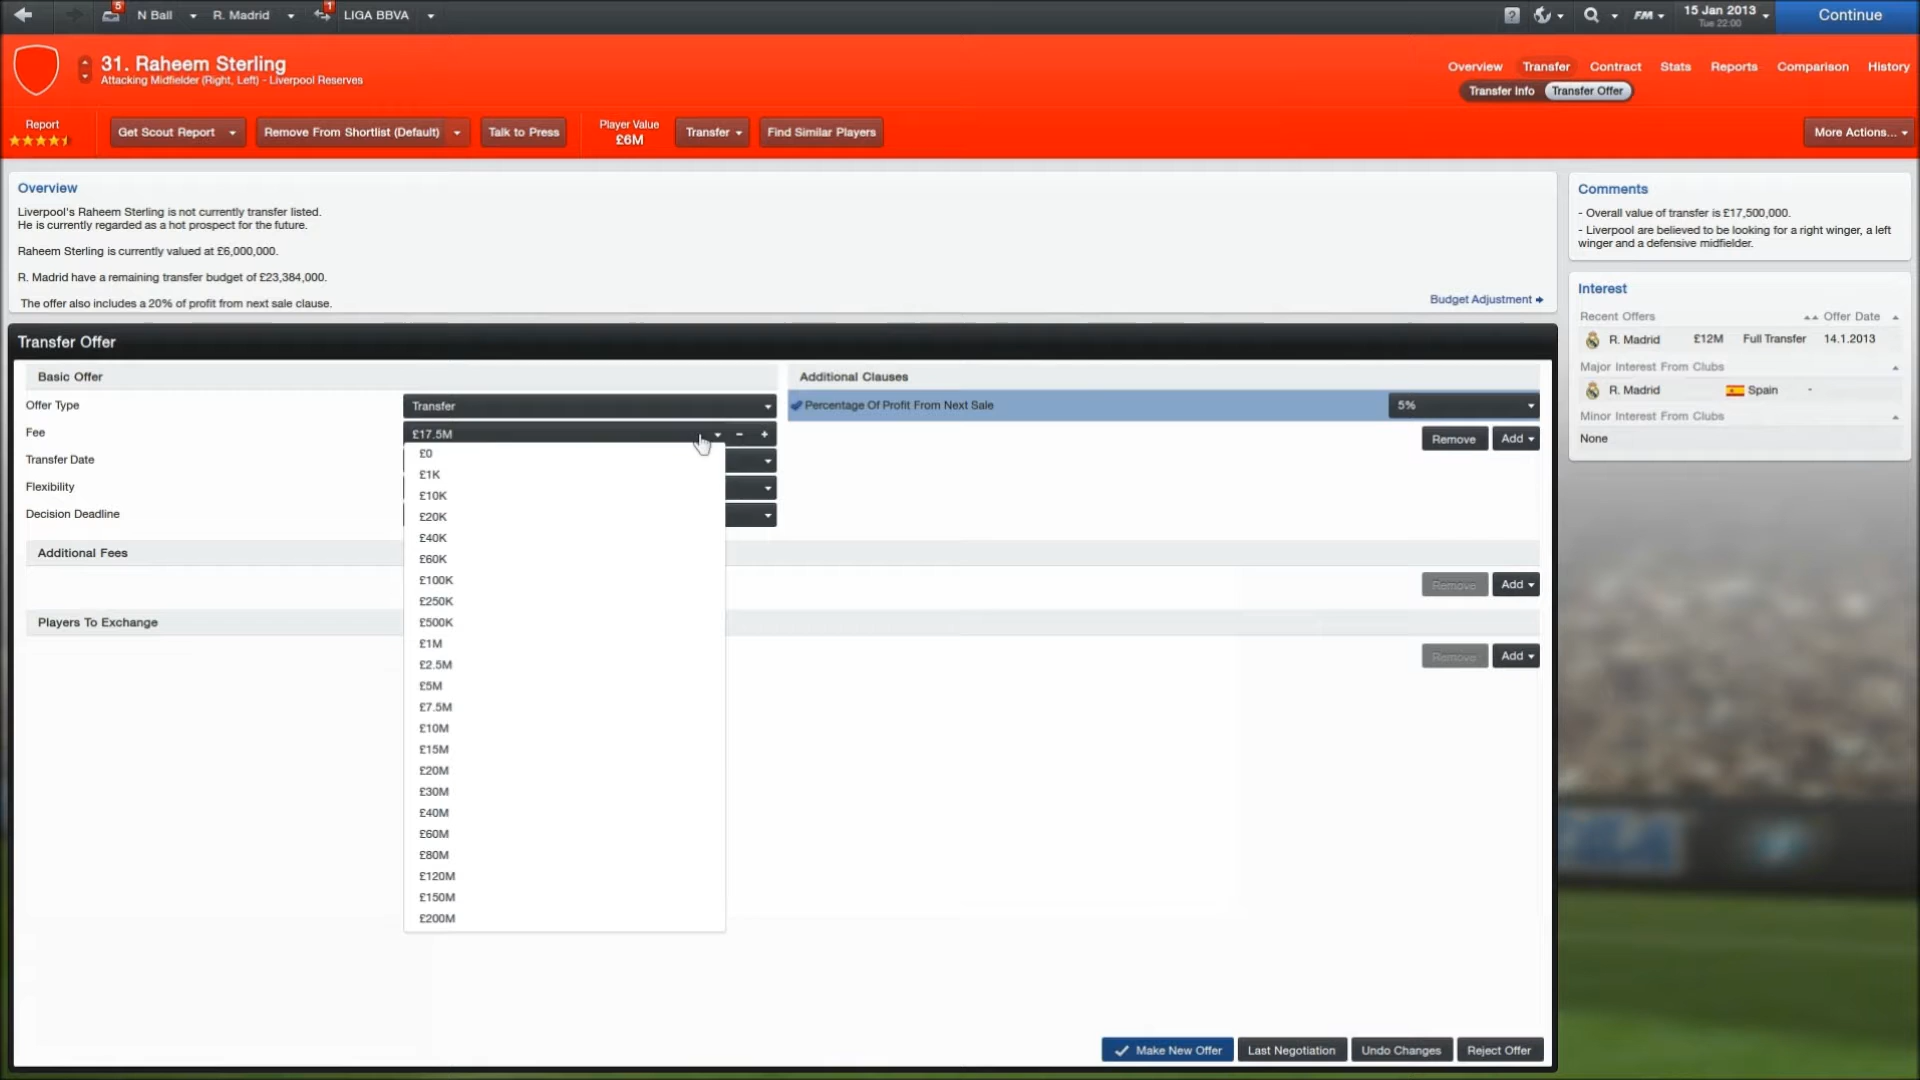 5
N Ball
R. Madrid
1
LIGA BBVA
?
FM
15 Jan 2013
Tue 22:00
Continue
31. Raheem Sterling
Attacking Midfielder (Right, Left) - Liverpool Reserves
Overview
Transfer
Contract
Stats
Reports
Comparison
History
Transfer Info
Transfer Offer
Report
Get Scout Report
Remove From Shortlist (Default)
Talk to Press
Player Value
£6M
Transfer
Find Similar Players
More Actions...
Overview
Liverpool's Raheem Sterling is not currently transfer listed.
He is currently regarded as a hot prospect for the future.
Raheem Sterling is currently valued at £6,000,000.
R. Madrid have a remaining transfer budget of £23,384,000.
The offer also includes a 20% of profit from next sale clause.
Budget Adjustment
Comments
- Overall value of transfer is £17,500,000.
- Liverpool are believed to be looking for a right winger, a left
winger and a defensive midfielder.
Interest
Recent Offers
Offer Date
R. Madrid £12M Full Transfer 14.1.2013
Major Interest From Clubs
R. Madrid Spain -
Minor Interest From Clubs
None
Transfer Offer
Basic Offer
Offer Type
Transfer
Fee
£17.5M
Transfer Date
Flexibility
Decision Deadline
£0
£1K
£10K
£20K
£40K
£60K
£100K
£250K
£500K
£1M
£2.5M
£5M
£7.5M
£10M
£15M
£20M
£30M
£40M
£60M
£80M
£120M
£150M
£200M
Additional Clauses
Percentage Of Profit From Next Sale
5%
Remove
Add
Additional Fees
Remove
Add
Players To Exchange
Remove
Add
Make New Offer
Last Negotiation
Undo Changes
Reject Offer